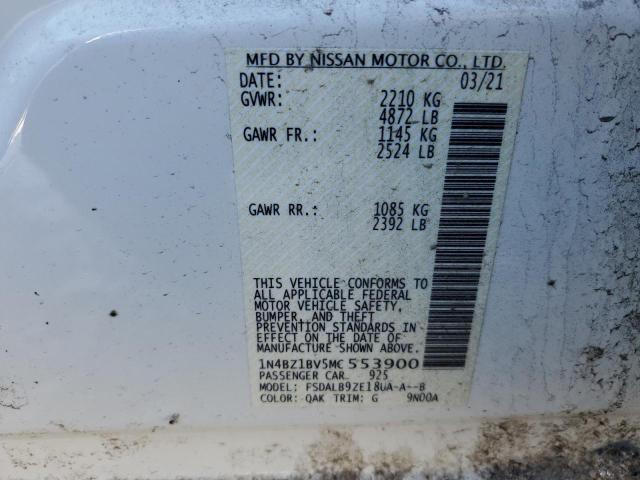 MFD BY NISSAN MOTOR CO., LTD.
DATE: 03/21
GVWR: 2210 KG
4872 LB
GAWR FR.: 1145 KG
2524 LB
GAWR RR.: 1085 KG
2392 LB
THIS VEHICLE CONFORMS TO
ALL APPLICABLE FEDERAL
MOTOR VEHICLE SAFETY,
BUMPER, AND THEFT
PREVENTION STANDARDS IN
EFFECT ON THE DATE OF
MANUFACTURE SHOWN ABOVE.
1N4BZ1BV5MC553900
PASSENGER CAR 925
MODEL: FSDALB9ZE18UA-A--B
COLOR: QAK TRIM: G 9N00A